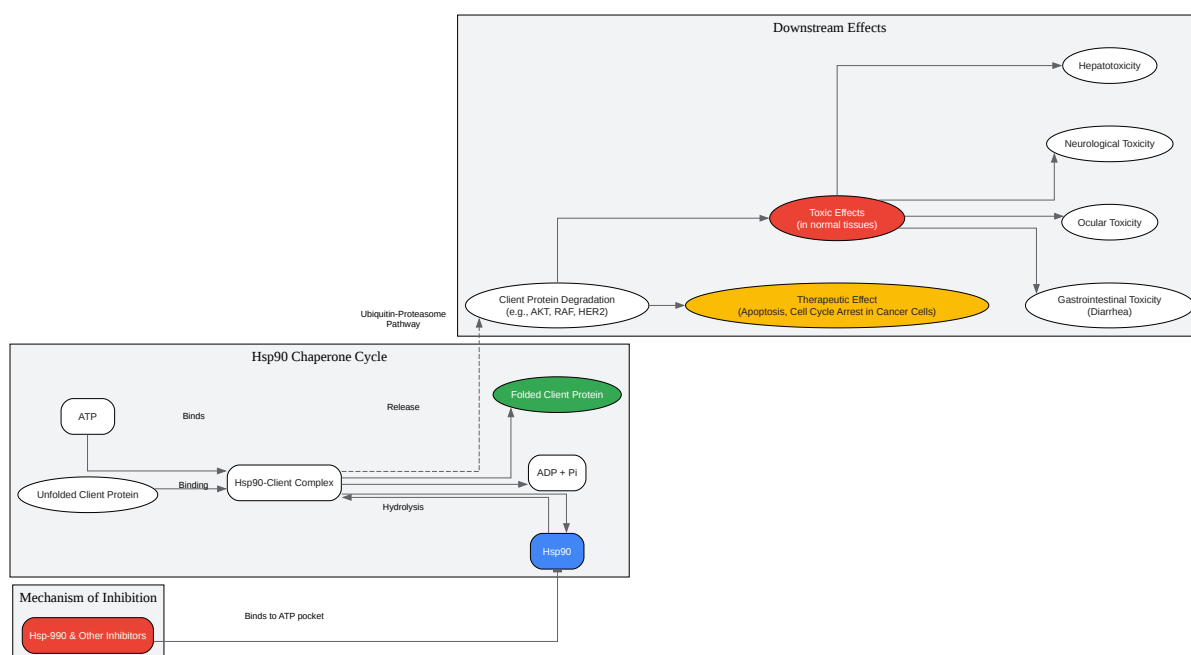 Downstream Effects
Hepatotoxicity
Neurological Toxicity
Toxic Effects
(in normal tissues)
Ocular Toxicity
Client Protein Degradation
(e.g., AKT, RAF, HER2)
Therapeutic Effect
(Apoptosis, Cell Cycle Arrest in Cancer Cells)
Gastrointestinal Toxicity
(Diarrhea)
Ubiquitin-Proteasome
Pathway
Hsp90 Chaperone Cycle
Folded Client Protein
Release
ATP
Binds
ADP + Pi
Hsp90-Client Complex
Unfolded Client Protein
Binding
Hydrolysis
Hsp90
Mechanism of Inhibition
Binds to ATP pocket
Hsp-990 & Other Inhibitors